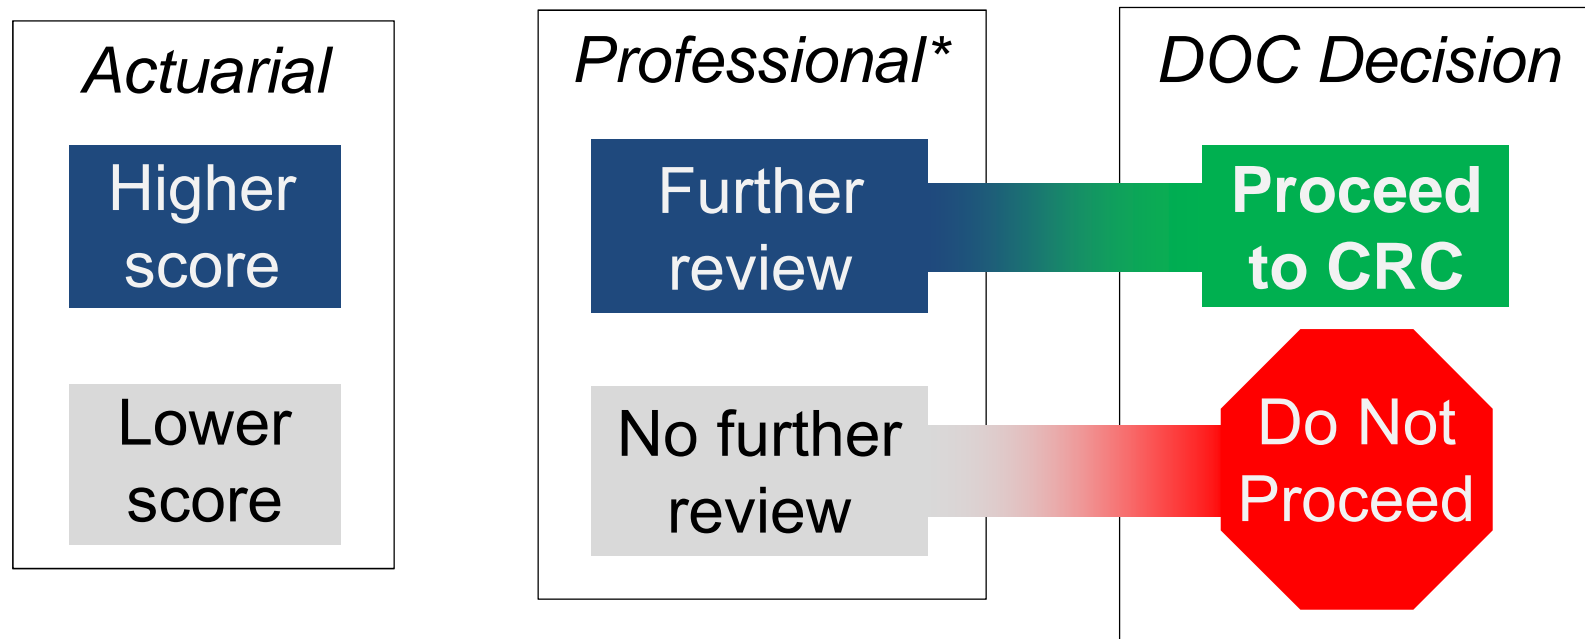 Actuarial
Higher
score
Lower
score
Professional*
Further
review
No further
review
DOC Decision
Proceed
to CRC
Do Not
Proceed